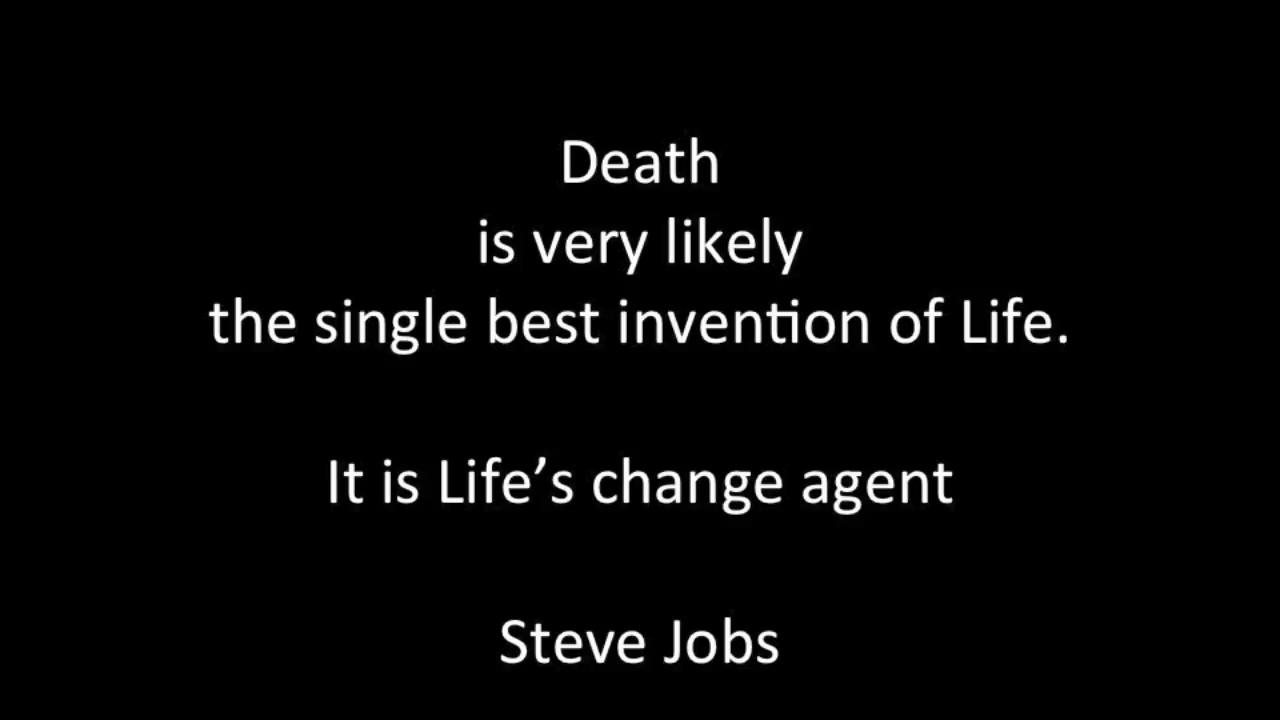 Death
is very likely
the single best invention of Life.
It is Life’s change agent
Steve Jobs